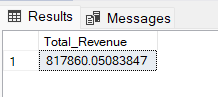 Results Messages
Total_Revenue
1 817860.05083847